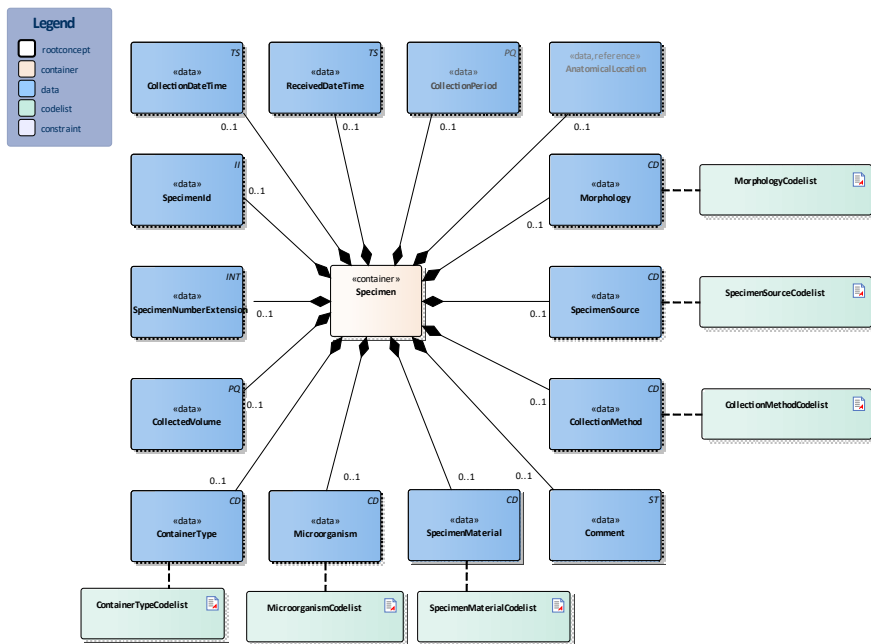 Legend
rootconcept
container
data
codelist
constraint
TS
«data»
CollectionDateTime
0..1
TS
«data»
ReceivedDateTime
0..1
PQ
«data»
CollectionPeriod
0..1
«data,reference»
AnatomicalLocation
0..1
II
«data»
SpecimenId
0..1
CD
«data»
Morphology
0..1
MorphologyCodelist
INT
«data»
SpecimenNumberExtension
0..1
«container»
Specimen
CD
«data»
SpecimenSource
0..1
SpecimenSourceCodelist
PQ
«data»
CollectedVolume
0..1
CD
«data»
CollectionMethod
0..1
CollectionMethodCodelist
0..1
CD
«data»
ContainerType
0..1
CD
«data»
Microorganism
0..1
CD
«data»
SpecimenMaterial
0..1
ST
«data»
Comment
ContainerTypeCodelist
MicroorganismCodelist
SpecimenMaterialCodelist